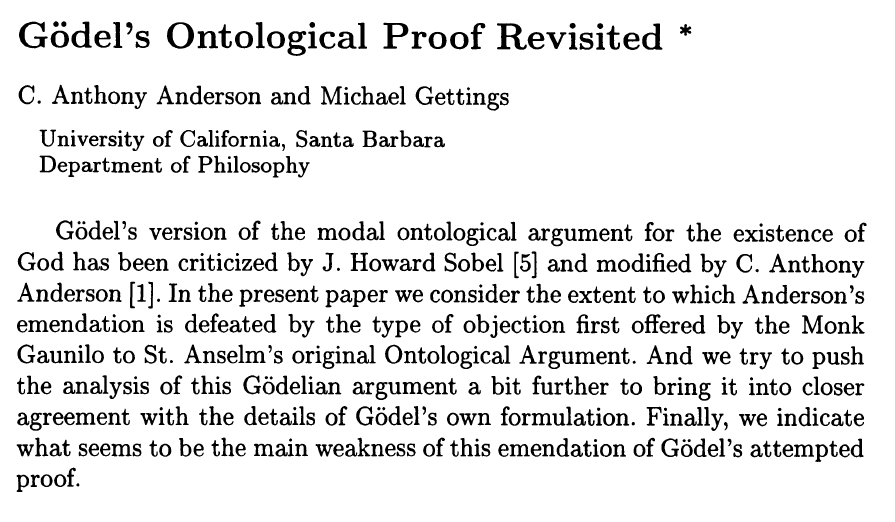 Gödel's Ontological Proof Revisited *
C. Anthony Anderson and Michael Gettings
University of California, Santa Barbara
Department of Philosophy
Gödel's version of the modal ontological argument for the existence of
God has been criticized by J. Howard Sobel [5] and modified by C. Anthony
Anderson [1]. In the present paper we consider the extent to which Anderson's
emendation is defeated by the type of objection first offered by the Monk
Gaunilo to St. Anselm's original Ontological Argument. And we try to push
the analysis of this Gödelian argument a bit further to bring it into closer
agreement with the details of Gödel's own formulation. Finally, we indicate
what seems to be the main weakness of this emendation of Gödel's attempted
proof.